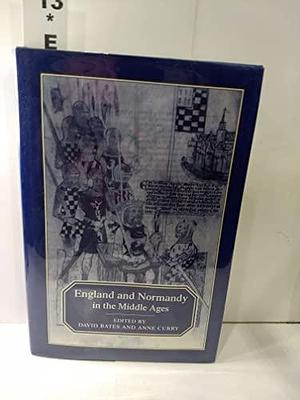 13
*
E
England and Normandy
in the Middle Ages
EDITED BY
DAVID BATES AND ANNE CURRY